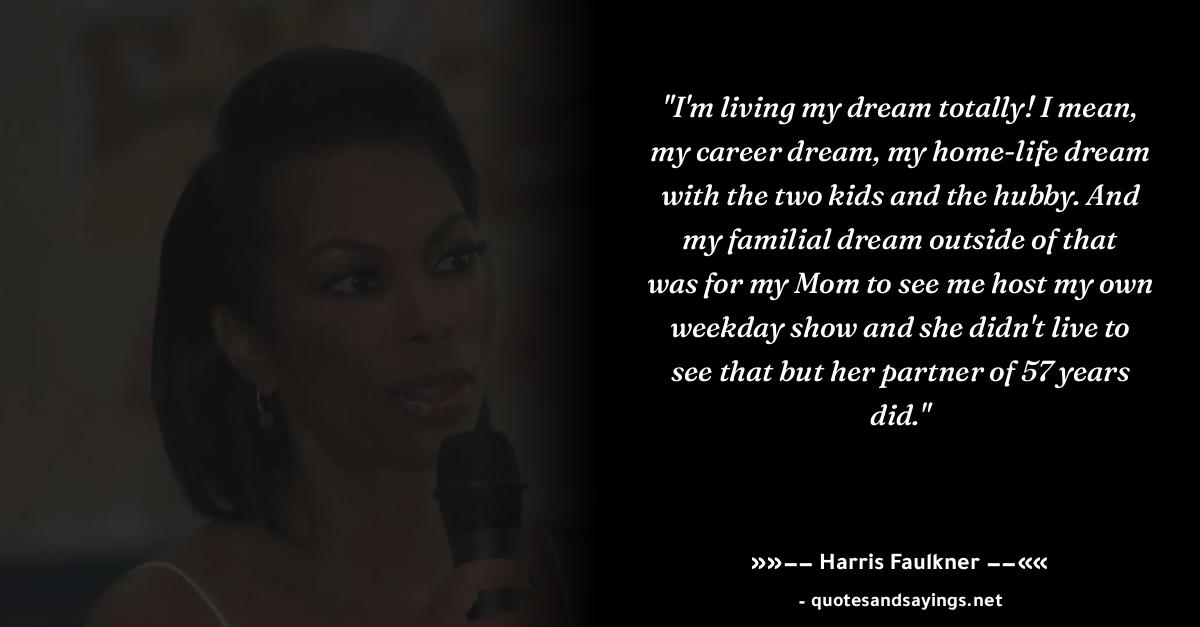 "I'm living my dream totally! I mean,
my career dream, my home-life dream
with the two kids and the hubby. And
my familial dream outside of that
was for my Mom to see me host my own
weekday show and she didn't live to
see that but her partner of 57 years
did."
»»−− Harris Faulkner −−««
- quotesandsayings.net